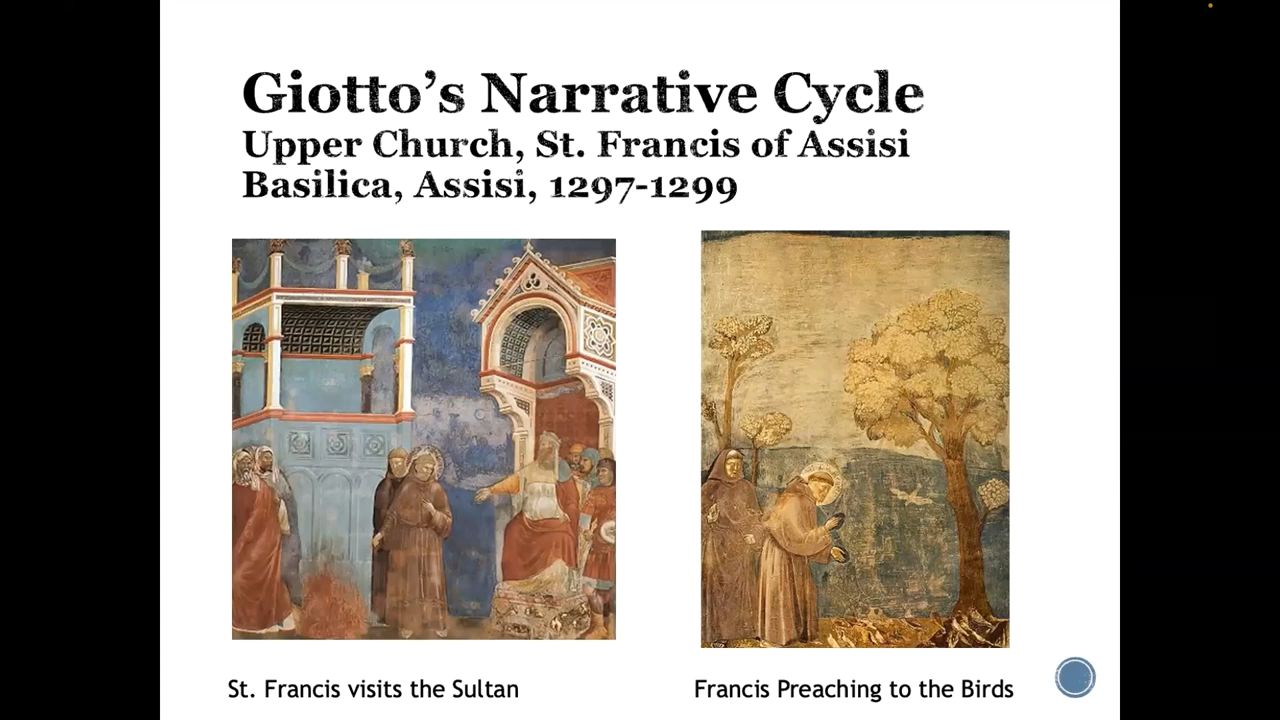 Giotto’s Narrative Cycle
Upper Church, St. Francis of Assisi
Basilica, Assisi, 1297-1299
St. Francis visits the Sultan
Francis Preaching to the Birds